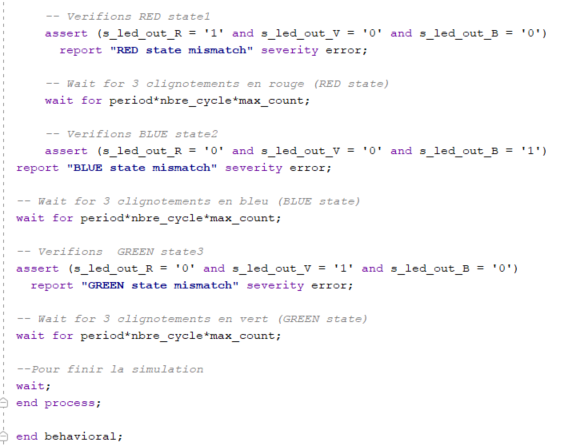 -- Verifions RED state1
assert (s_led_out_R = '1' and s_led_out_V = '0' and s_led_out_B = '0')
report "RED state mismatch" severity error;
-- Wait for 3 clignotements en rouge (RED state)
wait for period*nbre_cycle*max_count;
-- Verifions BLUE state2
assert (s_led_out_R = '0' and s_led_out_V = '0' and s_led_out_B = '1')
report "BLUE state mismatch" severity error;
-- Wait for 3 clignotements en bleu (BLUE state)
wait for period*nbre_cycle*max_count;
-- Verifions  GREEN state3
assert (s_led_out_R = '0' and s_led_out_V = '1' and s_led_out_B = '0')
report "GREEN state mismatch" severity error;
-- Wait for 3 clignotements en vert (GREEN state)
wait for period*nbre_cycle*max_count;
--Pour finir la simulation
wait;
end process;
end behavioral;